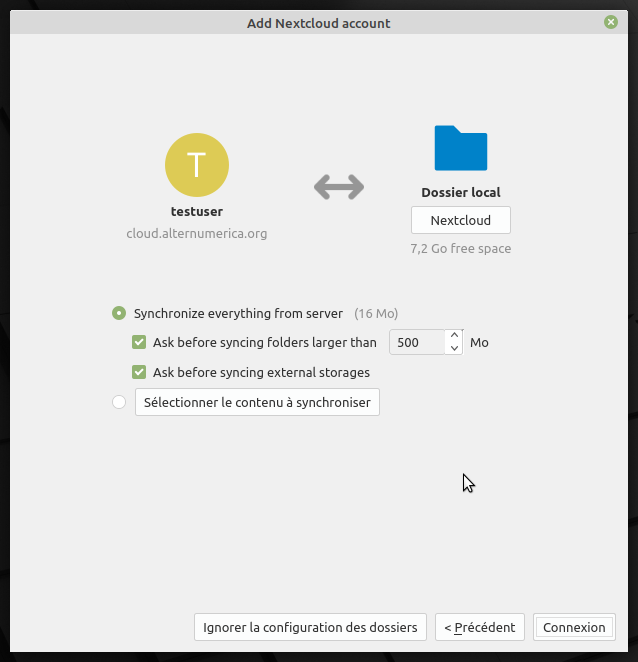 Add Nextcloud account
T
testuser
cloud.alternumerica.org
Dossier local
Nextcloud
7,2 Go free space
Synchronize everything from server (16 Mo)
Ask before syncing folders larger than 500 Mo
Ask before syncing external storages
Sélectionner le contenu à synchroniser
Ignorer la configuration des dossiers < Précédent Connexion